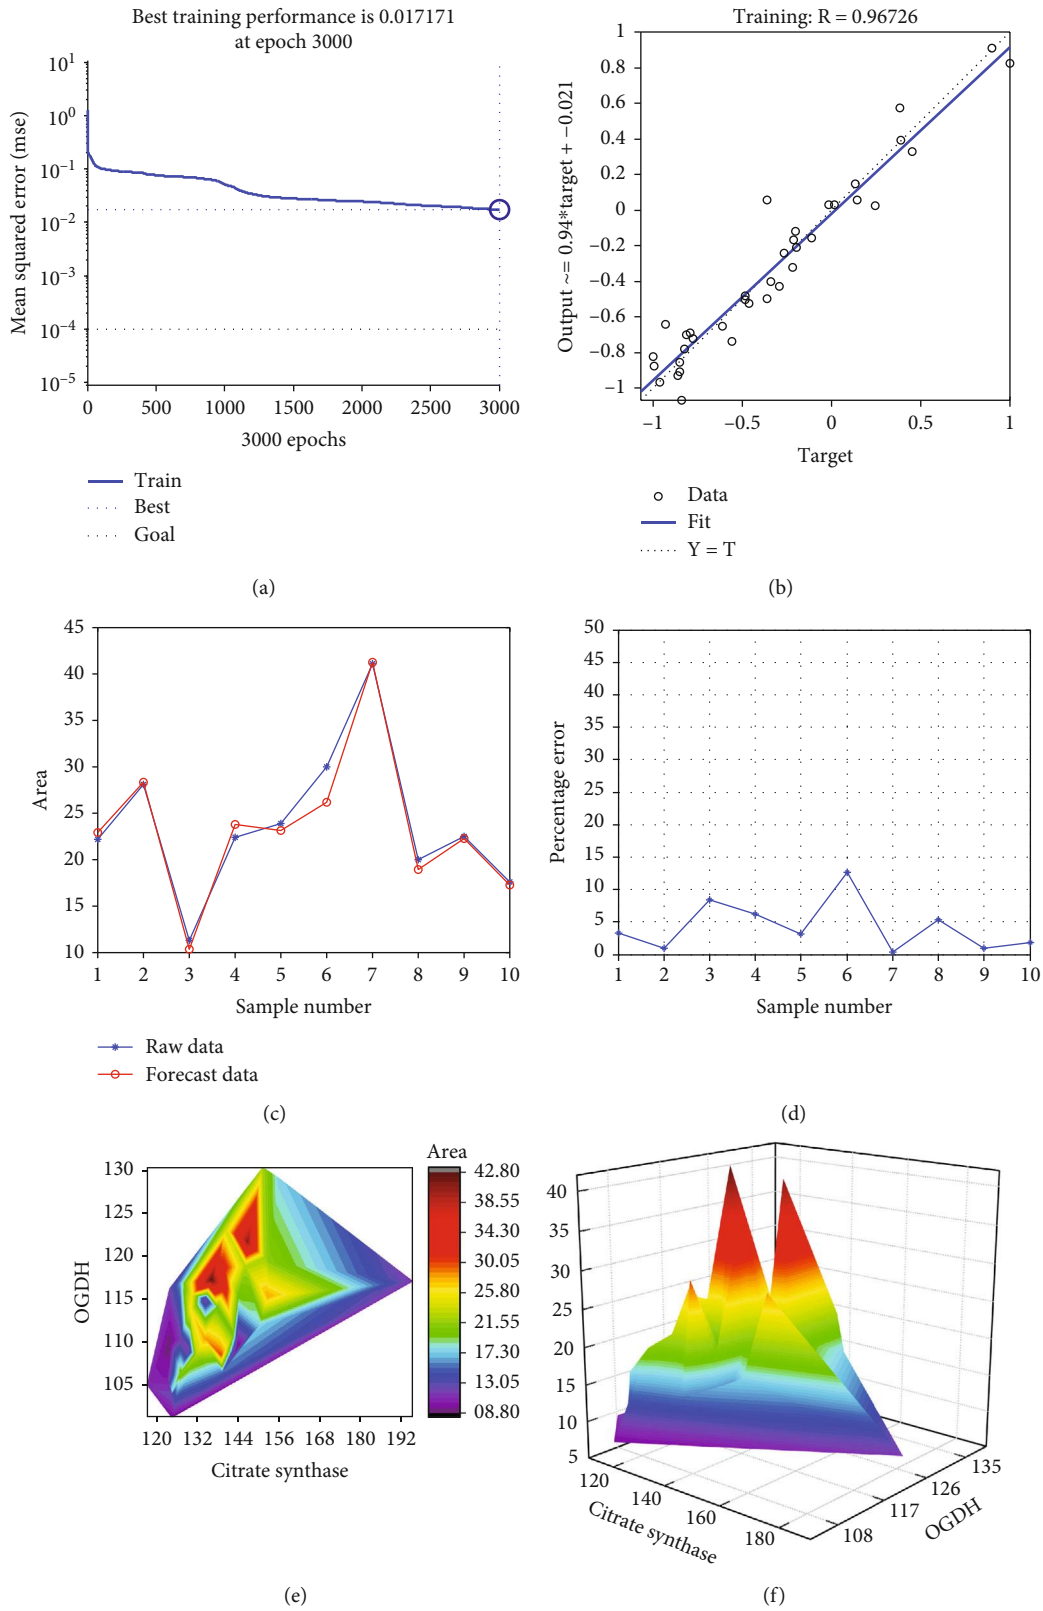 Best training performance is 0.017171
at epoch 3000
Mean squared error (mse)
10^1
10^0
10^−1
10^−2
10^−3
10^−4
10^−5
0 500 1000 1500 2000 2500 3000
3000 epochs
Train
Best
Goal
(a)
Training: R = 0.96726
Output ~= 0.94*target + −0.021
1
0.8
0.6
0.4
0.2
0
−0.2
−0.4
−0.6
−0.8
−1
−1 −0.5 0 0.5 1
Target
Data
Fit
Y = T
(b)
Area
45
40
35
30
25
20
15
10
1 2 3 4 5 6 7 8 9 10
Sample number
Raw data
Forecast data
(c)
Percentage error
50
45
40
35
30
25
20
15
10
5
0
1 2 3 4 5 6 7 8 9 10
Sample number
(d)
OGDH
130
125
120
115
110
105
120 132 144 156 168 180 192
Citrate synthase
Area
42.80
38.55
34.30
30.05
25.80
21.55
17.30
13.05
08.80
(e)
40
35
30
25
20
15
10
5
120 140 160 180
Citrate synthase
108 117 126 135
OGDH
(f)